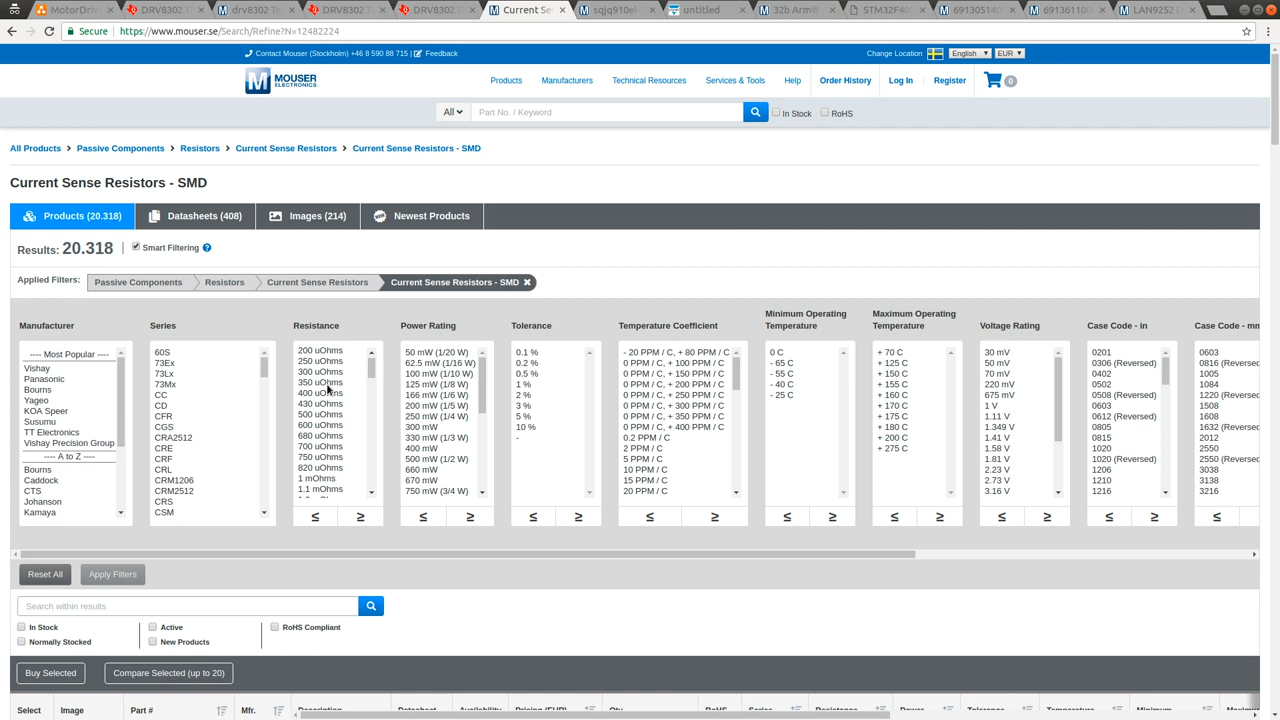 MotorDriv
DRV8302 T
drv8302 Te
DRV8302 T
DRV8302 T
Current Se
sqjq910el-
untitled
32b Arm®
STM32F40
69130514
69136110
LAN9252 D
Secure https://www.mouser.se/Search/Refine?N=12482224
Contact Mouser (Stockholm) +46 8 590 88 715 | Feedback
Change Location English EUR
MOUSER ELECTRONICS
Products Manufacturers Technical Resources Services & Tools Help Order History Log In Register 0
All Part No. / Keyword In Stock RoHS
All Products > Passive Components > Resistors > Current Sense Resistors > Current Sense Resistors - SMD
Current Sense Resistors - SMD
Products (20.318) Datasheets (408) Images (214) Newest Products
Results: 20.318 | Smart Filtering ?
Applied Filters: Passive Components Resistors Current Sense Resistors Current Sense Resistors - SMD ✖
Manufacturer
---- Most Popular ----
Vishay
Panasonic
Bourns
Yageo
KOA Speer
Susumu
TT Electronics
Vishay Precision Group
---- A to Z ----
Bourns
Caddock
CTS
Johanson
Kamaya
Series
60S
73Ex
73Lx
73Mx
CC
CD
CFR
CGS
CRA2512
CRE
CRF
CRL
CRM1206
CRM2512
CRS
CSM
Resistance
200 uOhms
250 uOhms
300 uOhms
350 uOhms
400 uOhms
430 uOhms
500 uOhms
600 uOhms
680 uOhms
700 uOhms
750 uOhms
820 uOhms
1 mOhms
1.1 mOhms
≤ ≥
Power Rating
50 mW (1/20 W)
62.5 mW (1/16 W)
100 mW (1/10 W)
125 mW (1/8 W)
166 mW (1/6 W)
200 mW (1/5 W)
250 mW (1/4 W)
300 mW
330 mW (1/3 W)
400 mW
500 mW (1/2 W)
660 mW
670 mW
750 mW (3/4 W)
≤ ≥
Tolerance
0.1 %
0.2 %
0.5 %
1 %
2 %
3 %
5 %
10 %
-
≤ ≥
Temperature Coefficient
- 20 PPM / C, + 80 PPM / C
0 PPM / C, + 100 PPM / C
0 PPM / C, + 150 PPM / C
0 PPM / C, + 200 PPM / C
0 PPM / C, + 250 PPM / C
0 PPM / C, + 300 PPM / C
0 PPM / C, + 350 PPM / C
0 PPM / C, + 400 PPM / C
0.2 PPM / C
2 PPM / C
5 PPM / C
10 PPM / C
15 PPM / C
20 PPM / C
≤ ≥
Minimum Operating
Temperature
0 C
- 65 C
- 55 C
- 40 C
- 25 C
≤ ≥
Maximum Operating
Temperature
+ 70 C
+ 125 C
+ 150 C
+ 155 C
+ 160 C
+ 170 C
+ 175 C
+ 180 C
+ 200 C
+ 275 C
≤ ≥
Voltage Rating
30 mV
50 mV
70 mV
220 mV
675 mV
1 V
1.11 V
1.349 V
1.41 V
1.58 V
1.81 V
2.23 V
2.73 V
3.16 V
≤ ≥
Case Code - in
0201
0306 (Reversed)
0402
0502
0508 (Reversed)
0603
0612 (Reversed)
0805
0815
1020
1020 (Reversed)
1206
1210
1216
≤ ≥
Case Code - mm
0603
0816 (Reversed
1005
1084
1220 (Reversed
1508
1608
1632 (Reversed
2012
2550
2550 (Reversed
3138
3138
3216
≤
Reset All Apply Filters
Search within results
In Stock Active RoHS Compliant
Normally Stocked New Products
Buy Selected Compare Selected (up to 20)
Select Image Part # Mfr. Description Datasheet Availability Pricing (EUR) Qty. RoHS Series Resistance Power Tolerance Temperature Minimum Maximum